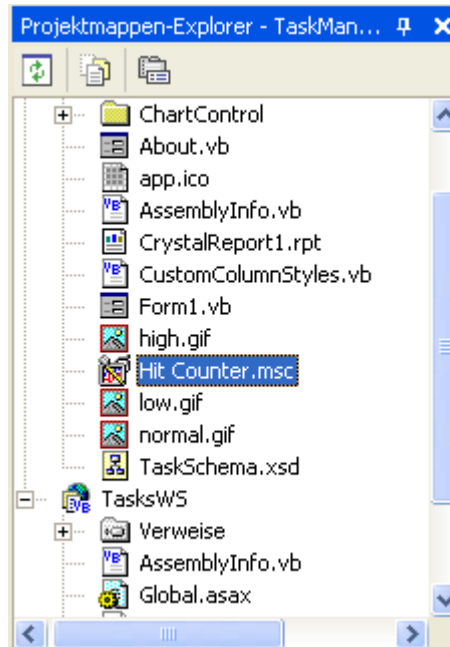 Projektmappen-Explorer - TaskMan...
ChartControl
About.vb
app.ico
AssemblyInfo.vb
CrystalReport1.rpt
CustomColumnStyles.vb
Form1.vb
high.gif
Hit Counter.msc
low.gif
normal.gif
TaskSchema.xsd
TasksWS
Verweise
AssemblyInfo.vb
Global.asax